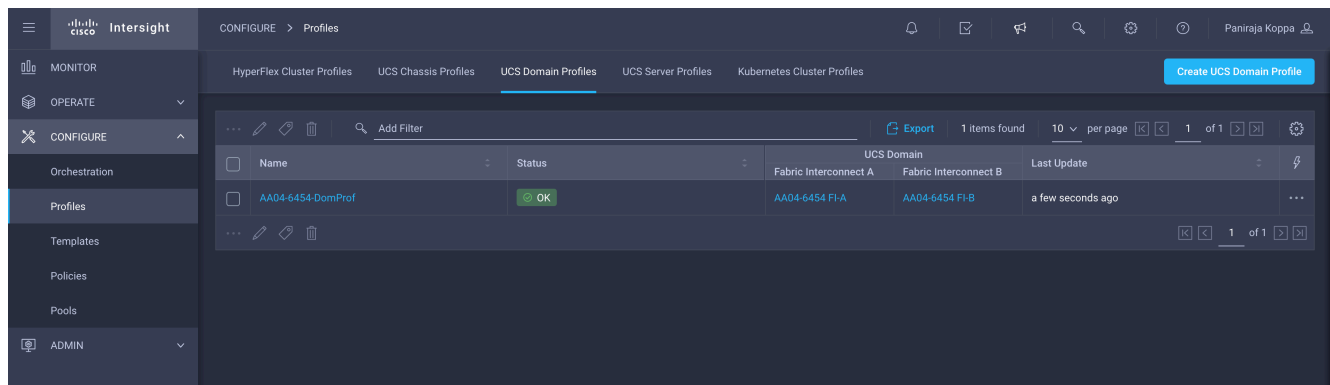 CISCO Intersight
CONFIGURE > Profiles
Paniraja Koppa
MONITOR
OPERATE
CONFIGURE
Orchestration
Profiles
Templates
Policies
Pools
ADMIN
HyperFlex Cluster Profiles UCS Chassis Profiles UCS Domain Profiles UCS Server Profiles Kubernetes Cluster Profiles
Create UCS Domain Profile
Add Filter
Export 1 items found 10 per page 1 of 1
UCS Domain
Name Status Fabric Interconnect A Fabric Interconnect B Last Update
AA04-6454-DomProf OK AA04-6454 FI-A AA04-6454 FI-B a few seconds ago
1 of 1